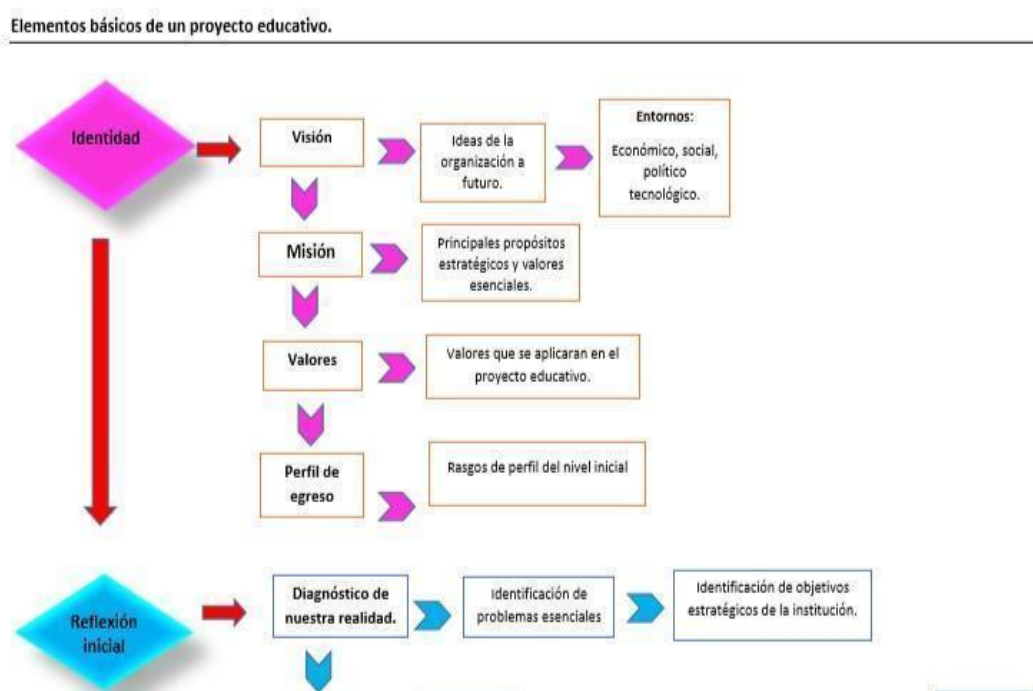 Elementos básicos de un proyecto educativo.
Identidad
Visión
Ideas de la
organización a
futuro.
Entornos:
Económico, social,
político
tecnológico.
Misión
Principales propósitos
estratégicos y valores
esenciales.
Valores
Valores que se aplicaran en el
proyecto educativo.
Perfil de
egreso
Rasgos de perfil del nivel inicial
Reflexión
inicial
Diagnóstico de
nuestra realidad.
Identificación de
problemas esenciales
Identificación de objetivos
estratégicos de la institución.